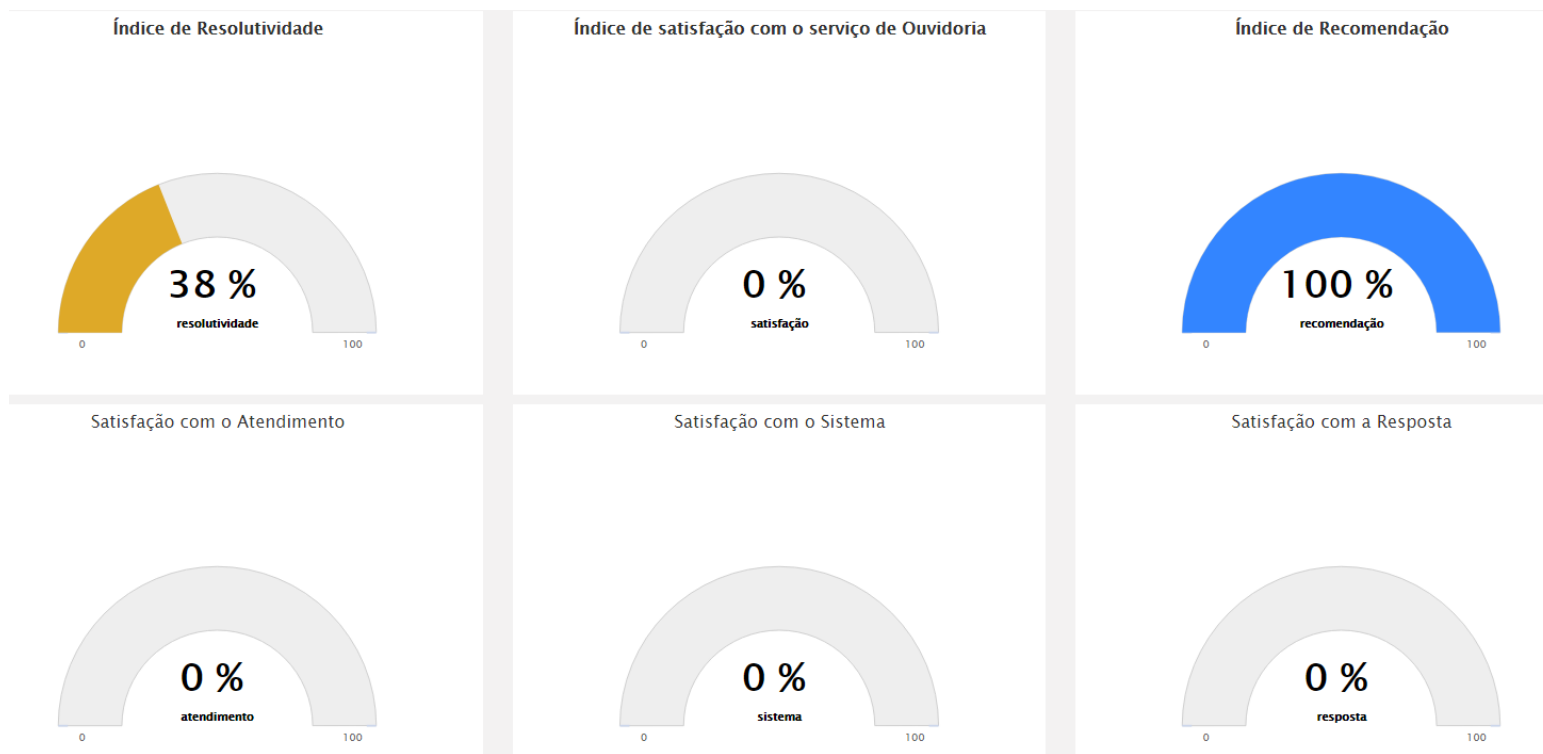 Índice de Resolutividade
38 %
resolutividade
0
100
Índice de satisfação com o serviço de Ouvidoria
0 %
satisfação
0
100
Índice de Recomendação
100 %
recomendação
0
100
Satisfação com o Atendimento
0 %
atendimento
0
100
Satisfação com o Sistema
0 %
sistema
0
100
Satisfação com a Resposta
0 %
resposta
0
100